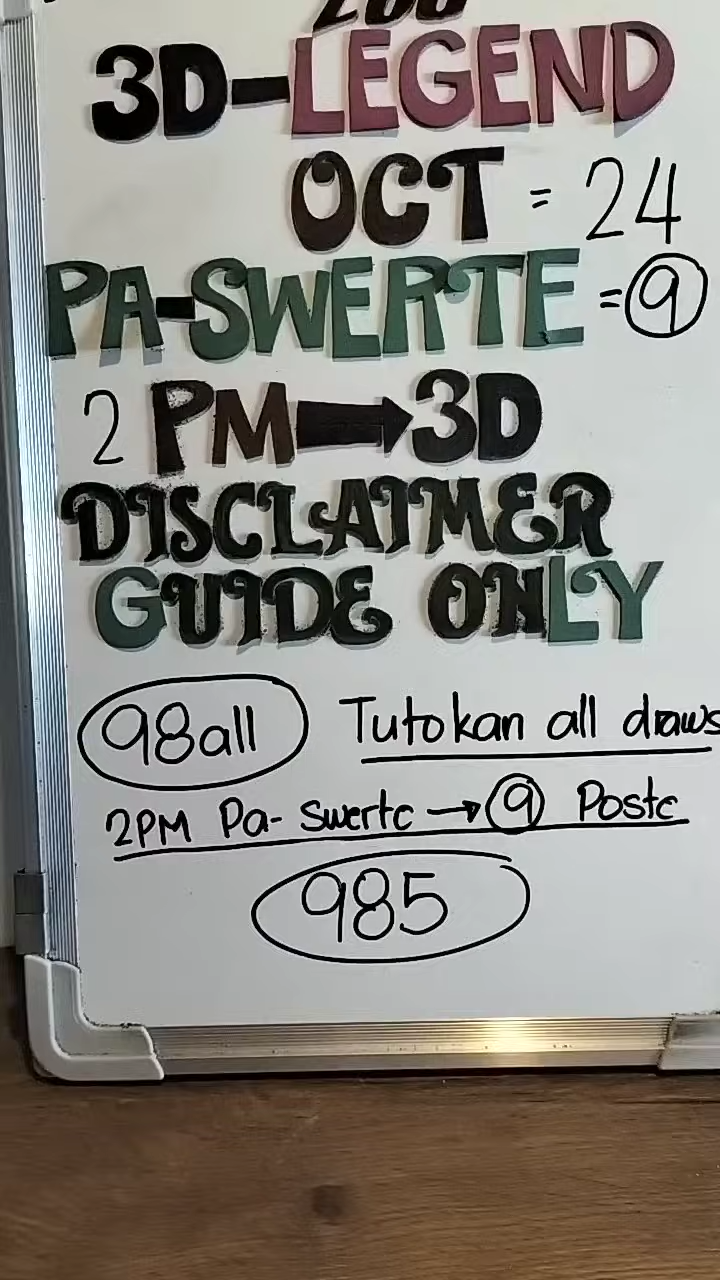 3D-LEGEND
OCT = 24
PA-SWERTE = 9
2 PM 3D
DISCLAIMER
GUIDE ONLY
98all Tutokan all draws
2PM Pa-Swerte → 9 Poste
985